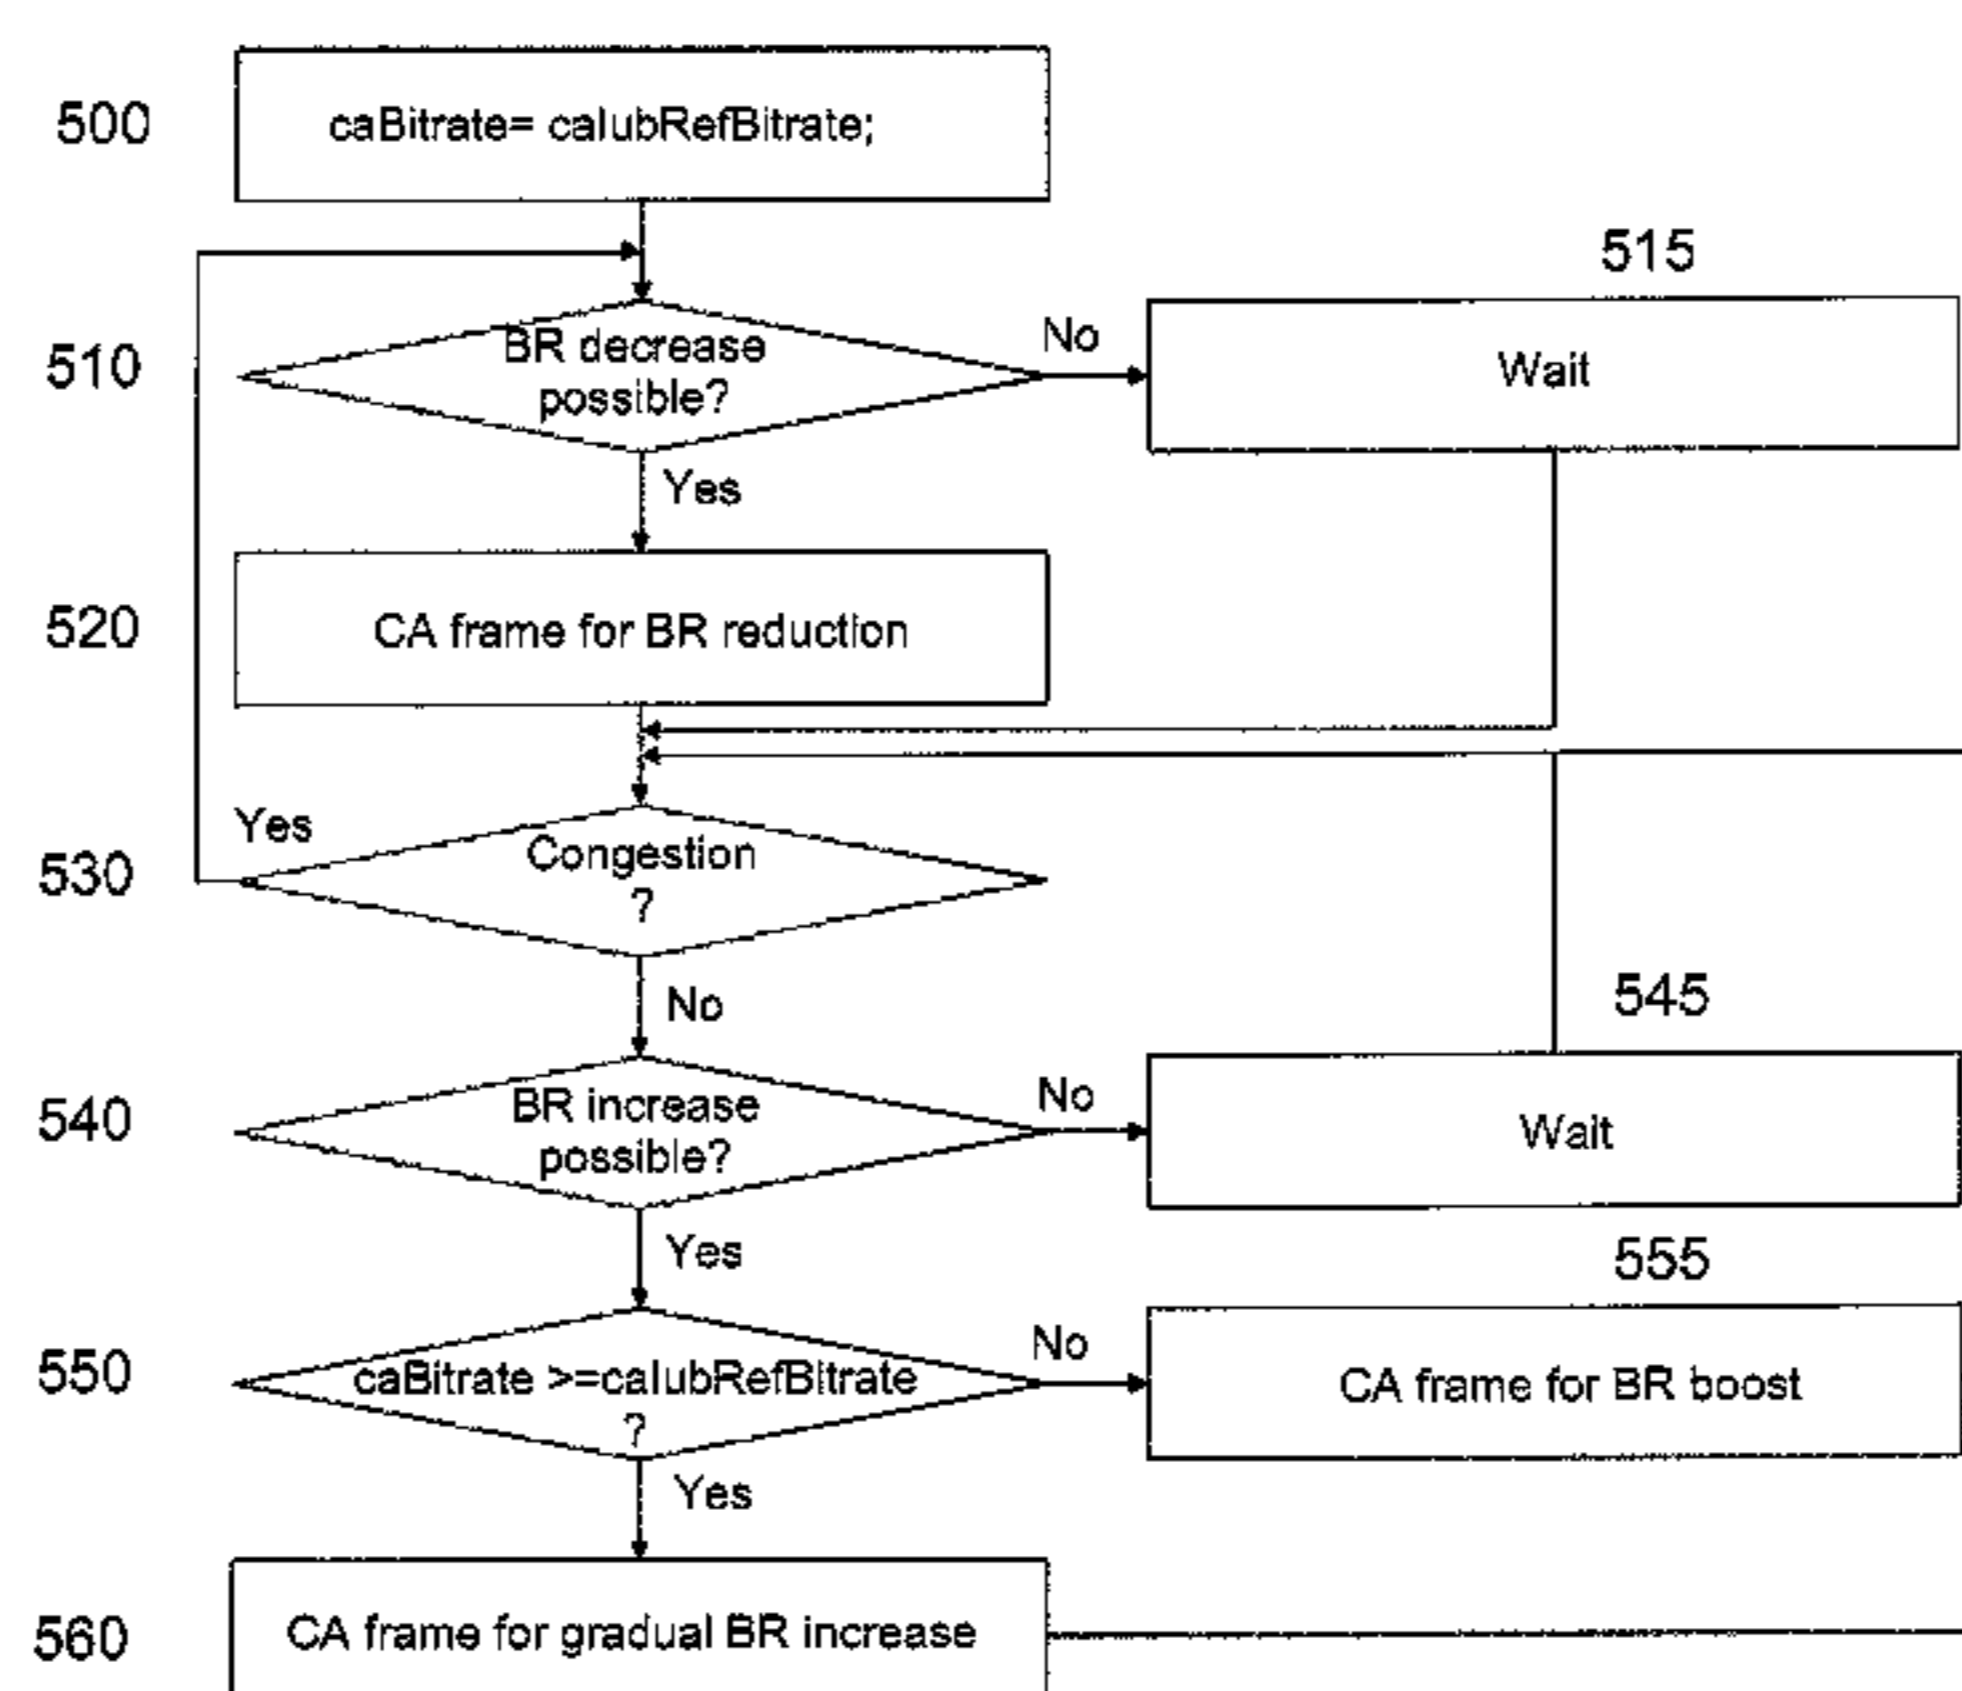 500
caBitrate= caIubRefBitrate;
515
510
BR decrease
possible?
No
Wait
Yes
520
CA frame for BR reduction
Yes
530
Congestion
?
No
545
540
BR increase
possible?
No
Wait
Yes
555
550
caBitrate >=caIubRefBitrate
?
No
CA frame for BR boost
Yes
560
CA frame for gradual BR increase